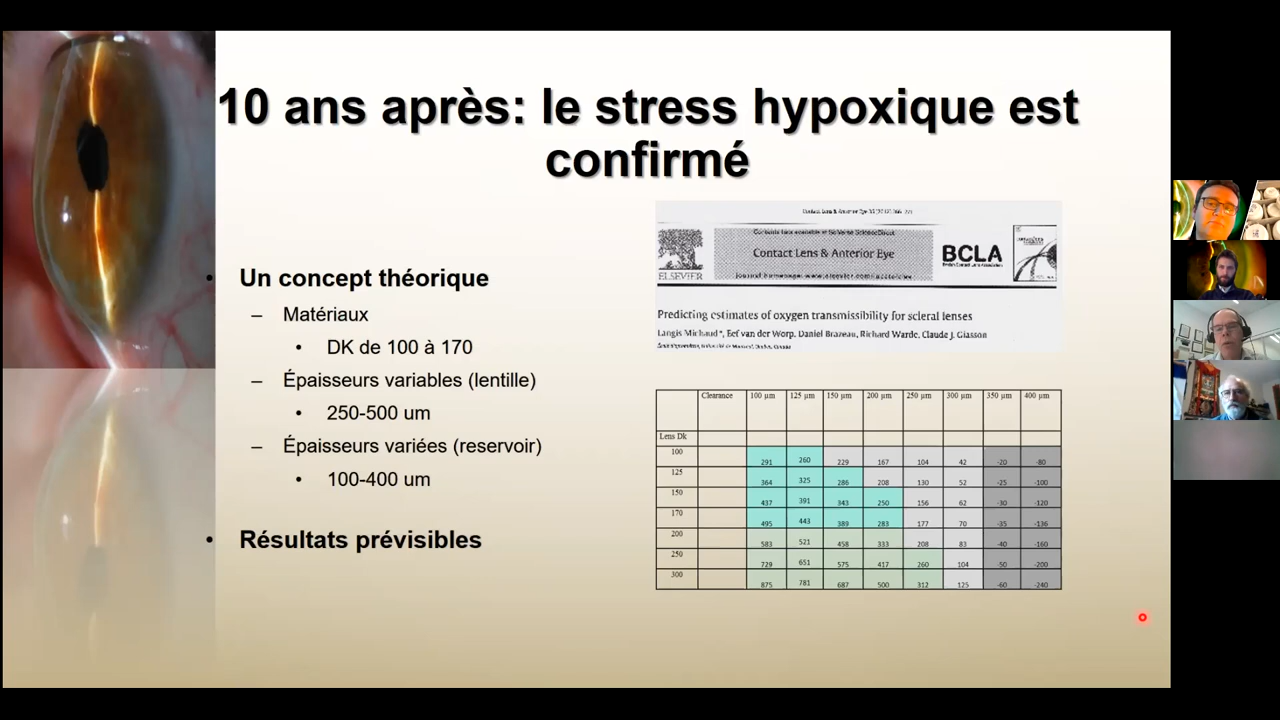 10 ans après: le stress hypoxique est
confirmé
• Un concept théorique
– Matériaux
• DK de 100 à 170
– Épaisseurs variables (lentille)
• 250-500 um
– Épaisseurs variées (reservoir)
• 100-400 um
• Résultats prévisibles
Contents lists available at SciVerse ScienceDirect
Contact Lens & Anterior Eye
ELSEVIER
BCLA
Predicting estimates of oxygen transmissibility for scleral lenses
Langis Michaud*, Eef van der Worp, Daniel Brazeau, Richard Warde, Claude J. Giasson
Clearance 100 µm 125 µm 150 µm 200 µm 250 µm 300 µm 350 µm 400 µm
Lens Dk
100 291 260 229 167 104 42 -20 -80
125 364 325 286 208 130 52 -25 -100
150 437 391 343 250 156 62 -30 -120
170 495 443 389 283 177 70 -35 -136
200 583 521 458 333 208 83 -40 -160
250 729 651 575 417 260 104 -50 -200
300 875 781 687 500 312 125 -60 -240